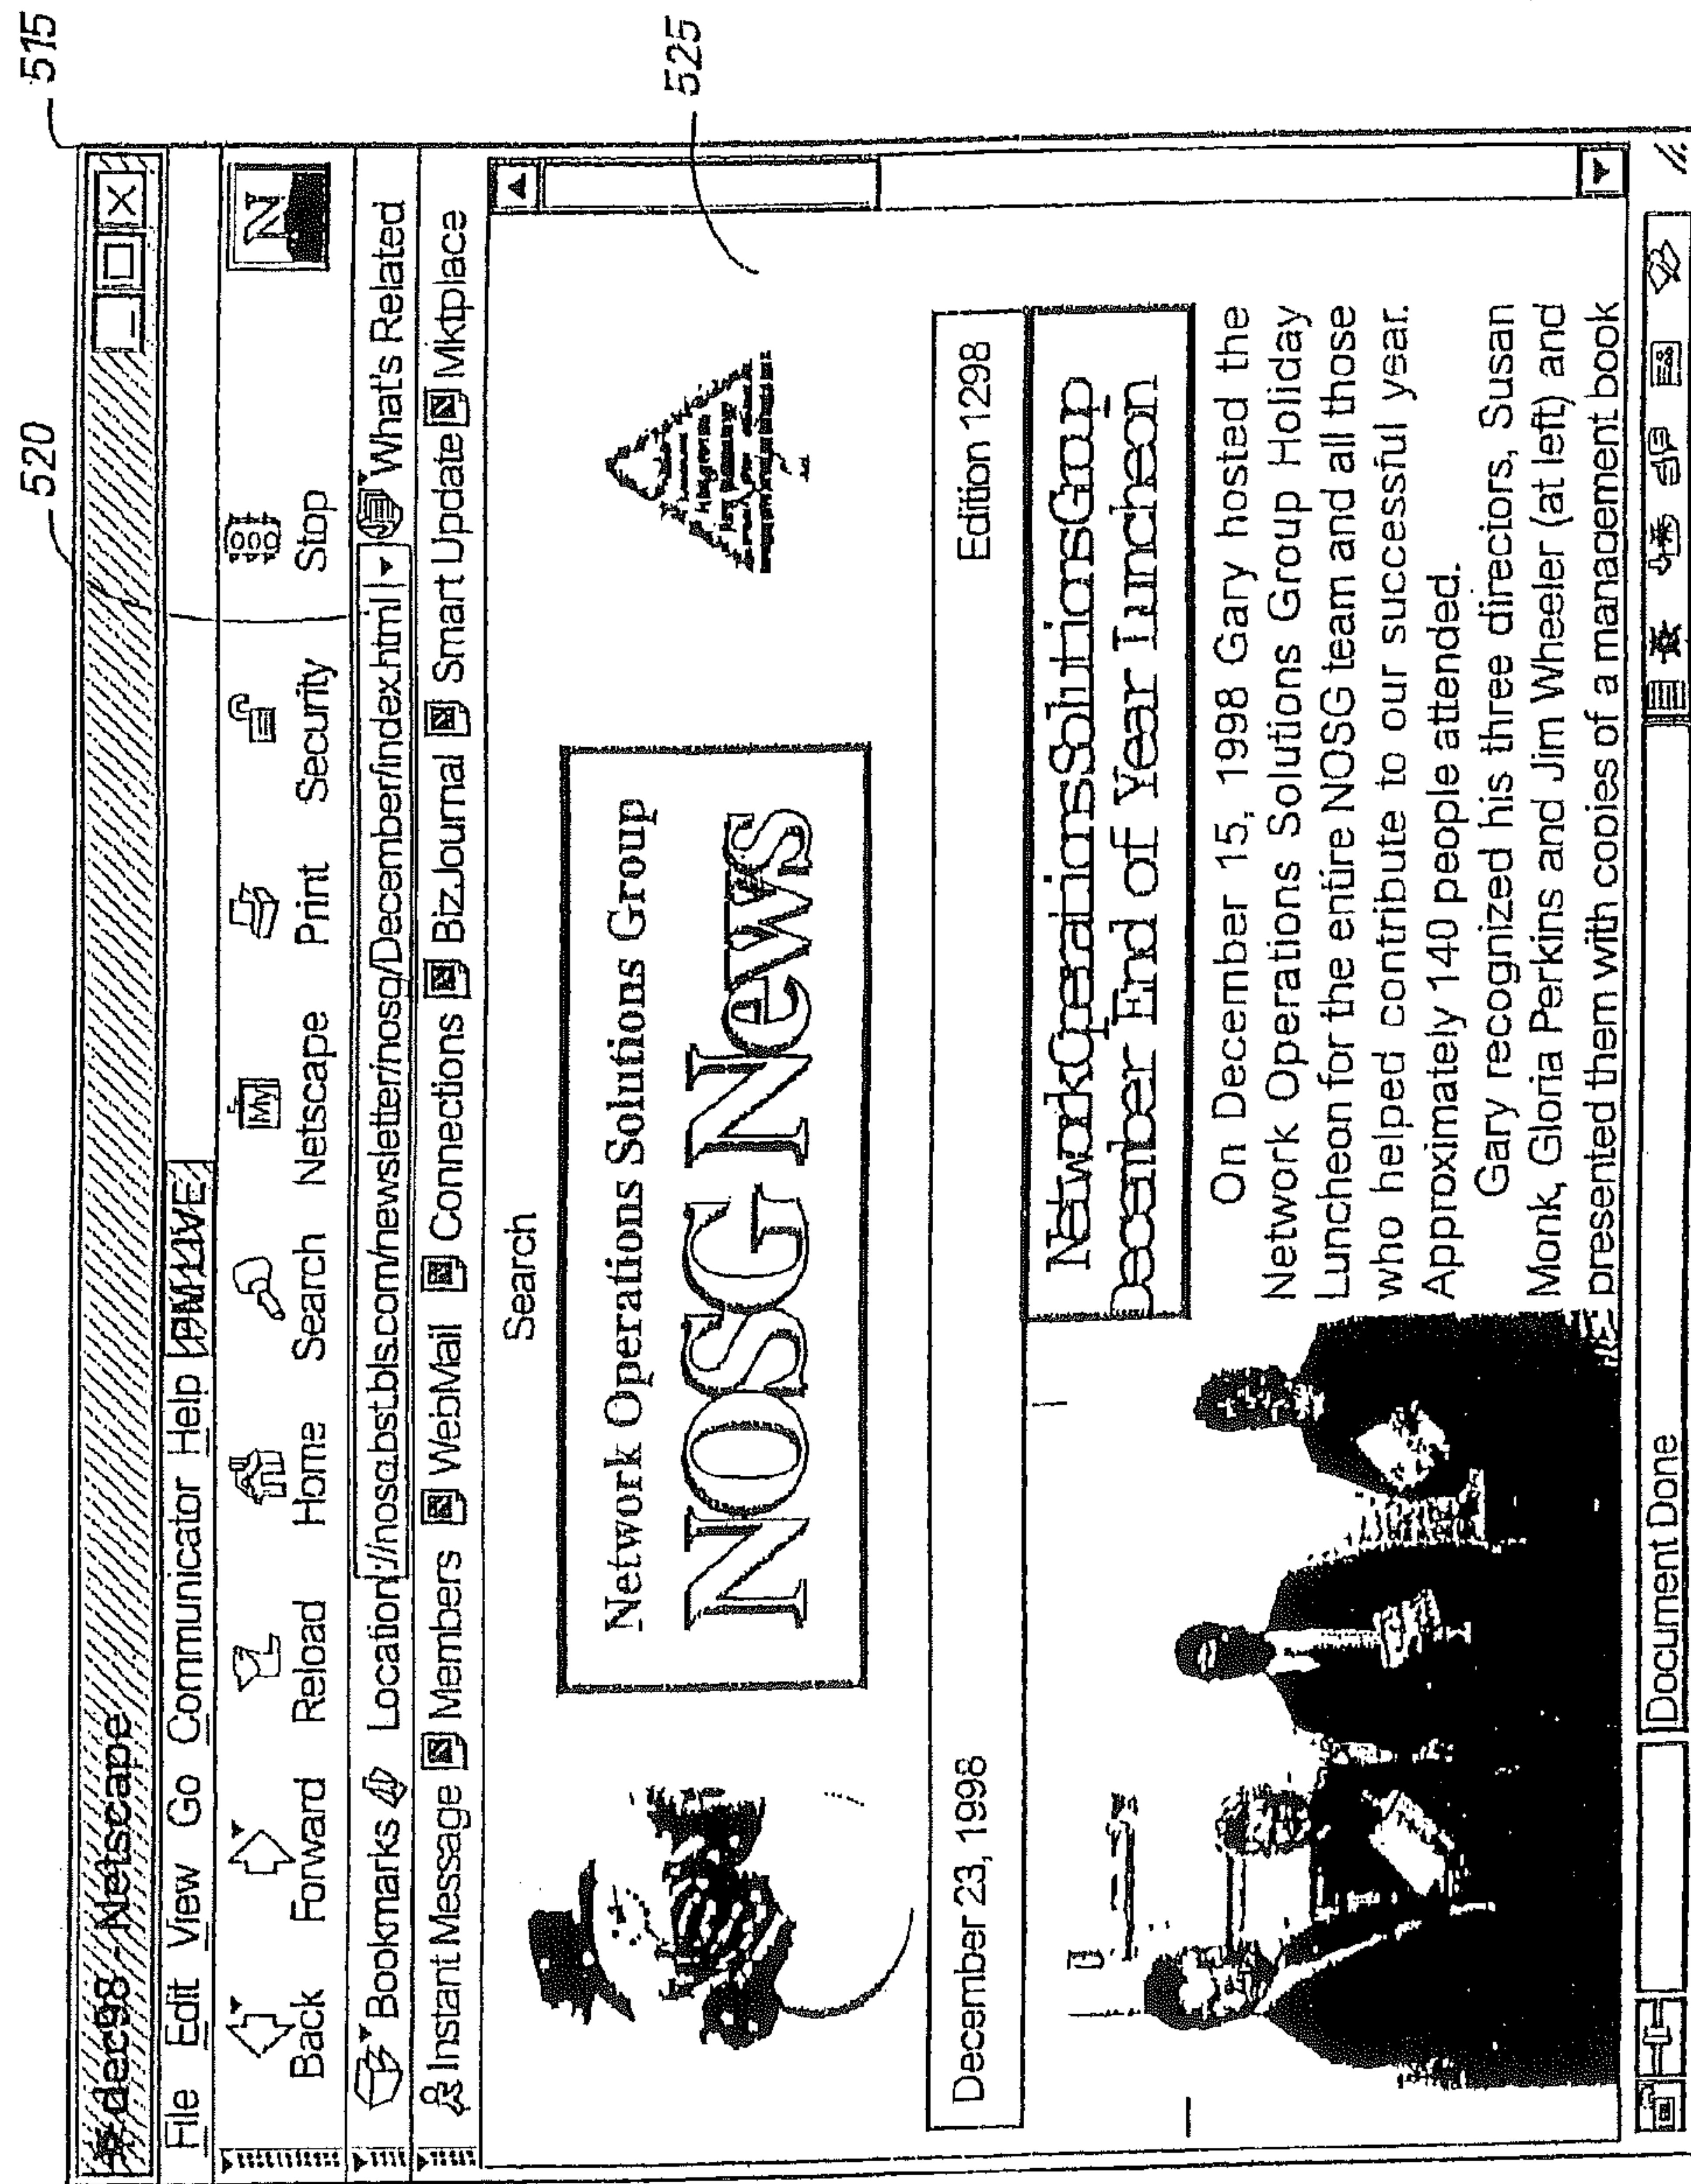 515
520
dec98 - Netscape
File Edit View Go Communicator Help PM LIVE
Back Forward Reload Home Search Netscape Print Security Stop
My
N
Bookmarks Location://nosg.bst.bls.com/newsletter/nosg/December/index.html What's Related
Instant Message Members WebMail Connections BizJournal Smart Update Mktplace
525
Search
Network Operations Solutions Group
NOSG News
December 23, 1998 Edition 1298
Network Operations Solutions Group
December End of Year Luncheon
On December 15, 1998 Gary hosted the
Network Operations Solutions Group Holiday
Luncheon for the entire NOSG team and all those
who helped contribute to our successful year.
Approximately 140 people attended.
Gary recognized his three directors, Susan
Monk, Gloria Perkins and Jim Wheeler (at left) and
presented them with copies of a management book
Document Done